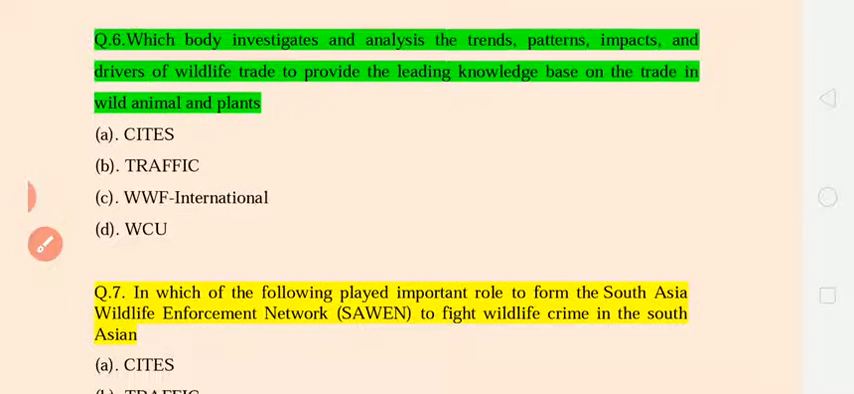 Q.6.Which body investigates and analysis the trends, patterns, impacts, and
drivers of wildlife trade to provide the leading knowledge base on the trade in
wild animal and plants
(a). CITES
(b). TRAFFIC
(c). WWF-International
(d). WCU
Q.7. In which of the following played important role to form the South Asia
Wildlife Enforcement Network (SAWEN) to fight wildlife crime in the south
Asian
(a). CITES
(b). TRAFFIC